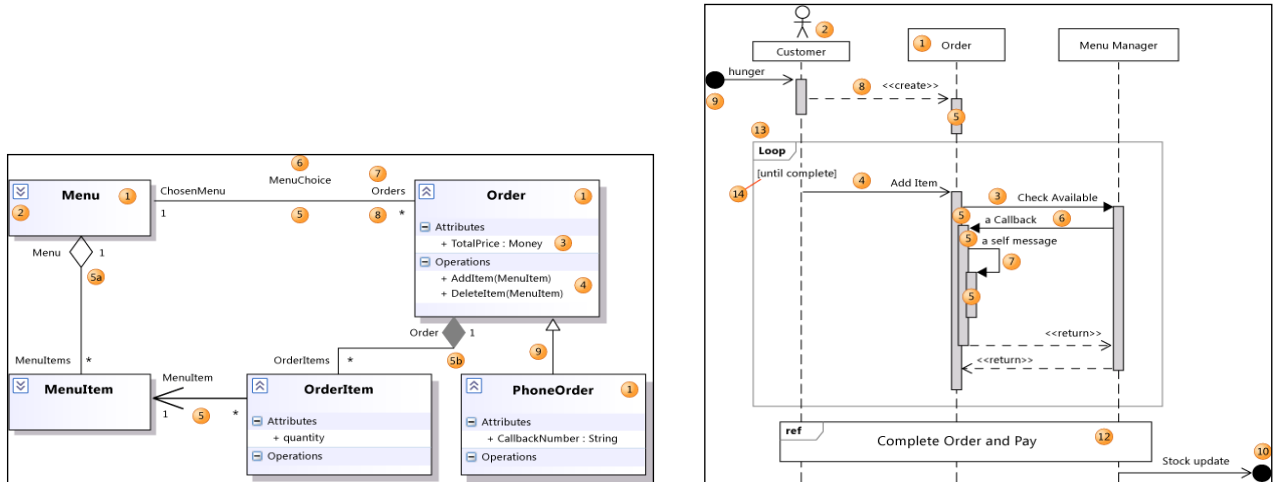 6
7
MenuChoice
Menu
1
2
ChosenMenu
Orders
1
5
8
*
Order
1
Attributes
+ TotalPrice : Money
3
Operations
+ AddItem(MenuItem)
4
+ DeleteItem(MenuItem)
Menu
1
5a
MenuItems
*
Order
1
5b
OrderItems
*
9
MenuItem
MenuItem
1
5
*
OrderItem
Attributes
+ quantity
Operations
PhoneOrder
1
Attributes
+ CallbackNumber : String
Operations
2
Customer
1
Order
Menu Manager
hunger
9
8
<<create>>
5
13
Loop
[until complete]
14
4
Add Item
3
Check Available
5
a Callback
6
5
a self message
7
5
<<return>>
<<return>>
ref
Complete Order and Pay
12
Stock update
10